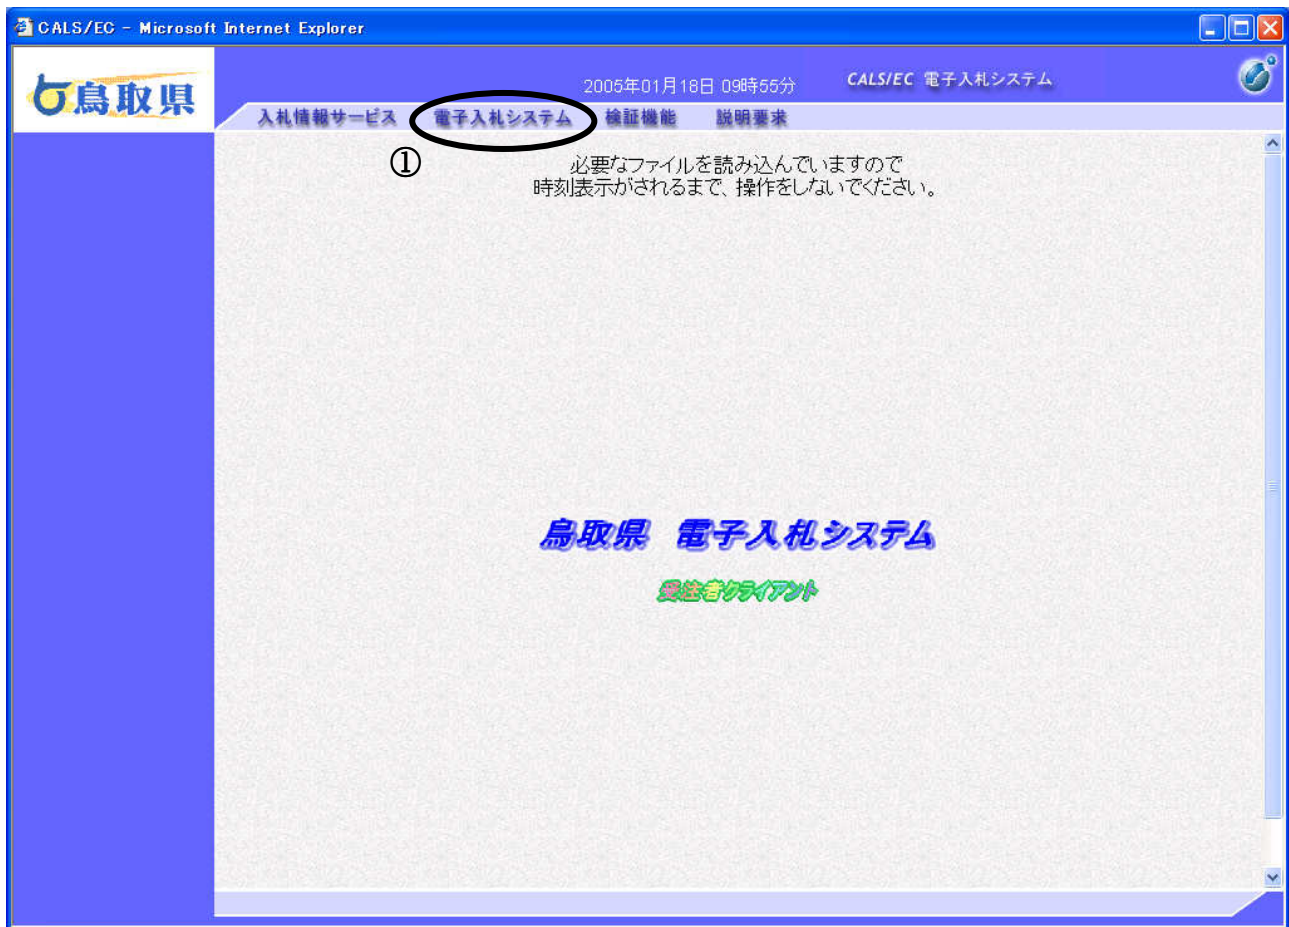 CALS/EC - Microsoft Internet Explorer
鳥取県
2005年01月18日 09時55分
CALS/EC 電子入札システム
入札情報サービス 電子入札システム 検証機能 説明要求
①
必要なファイルを読み込んでいますので
時刻表示がされるまで、操作をしないでください。
鳥取県 電子入札システム
受注者クライアント